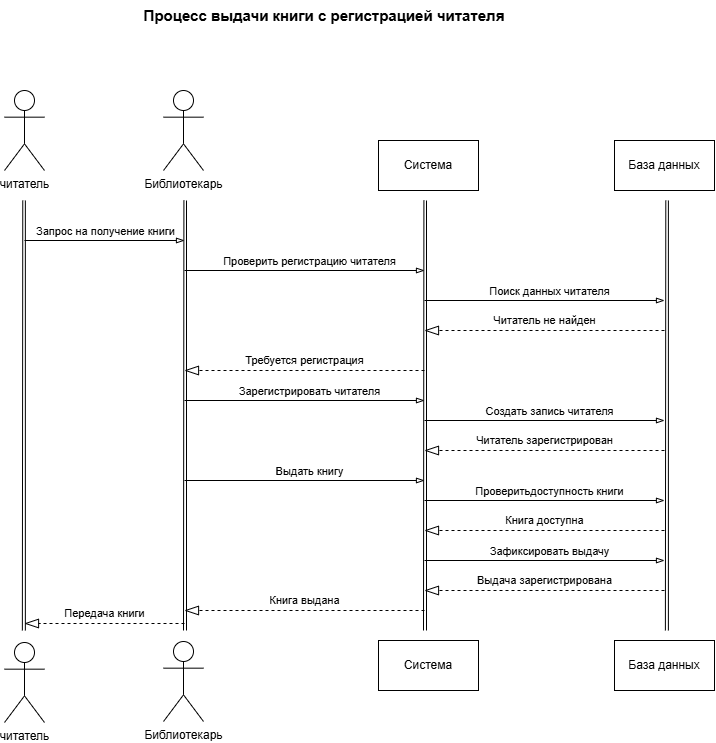 Процесс выдачи книги с регистрацией читателя
читатель
Библиотекарь
Система
База данных
Запрос на получение книги
Проверить регистрацию читателя
Поиск данных читателя
Читатель не найден
Требуется регистрация
Зарегистрировать читателя
Создать запись читателя
Читатель зарегистрирован
Выдать книгу
Проверитьдоступность книги
Книга доступна
Зафиксировать выдачу
Выдача зарегистрирована
Книга выдана
Передача книги
Система
База данных
читатель
Библиотекарь